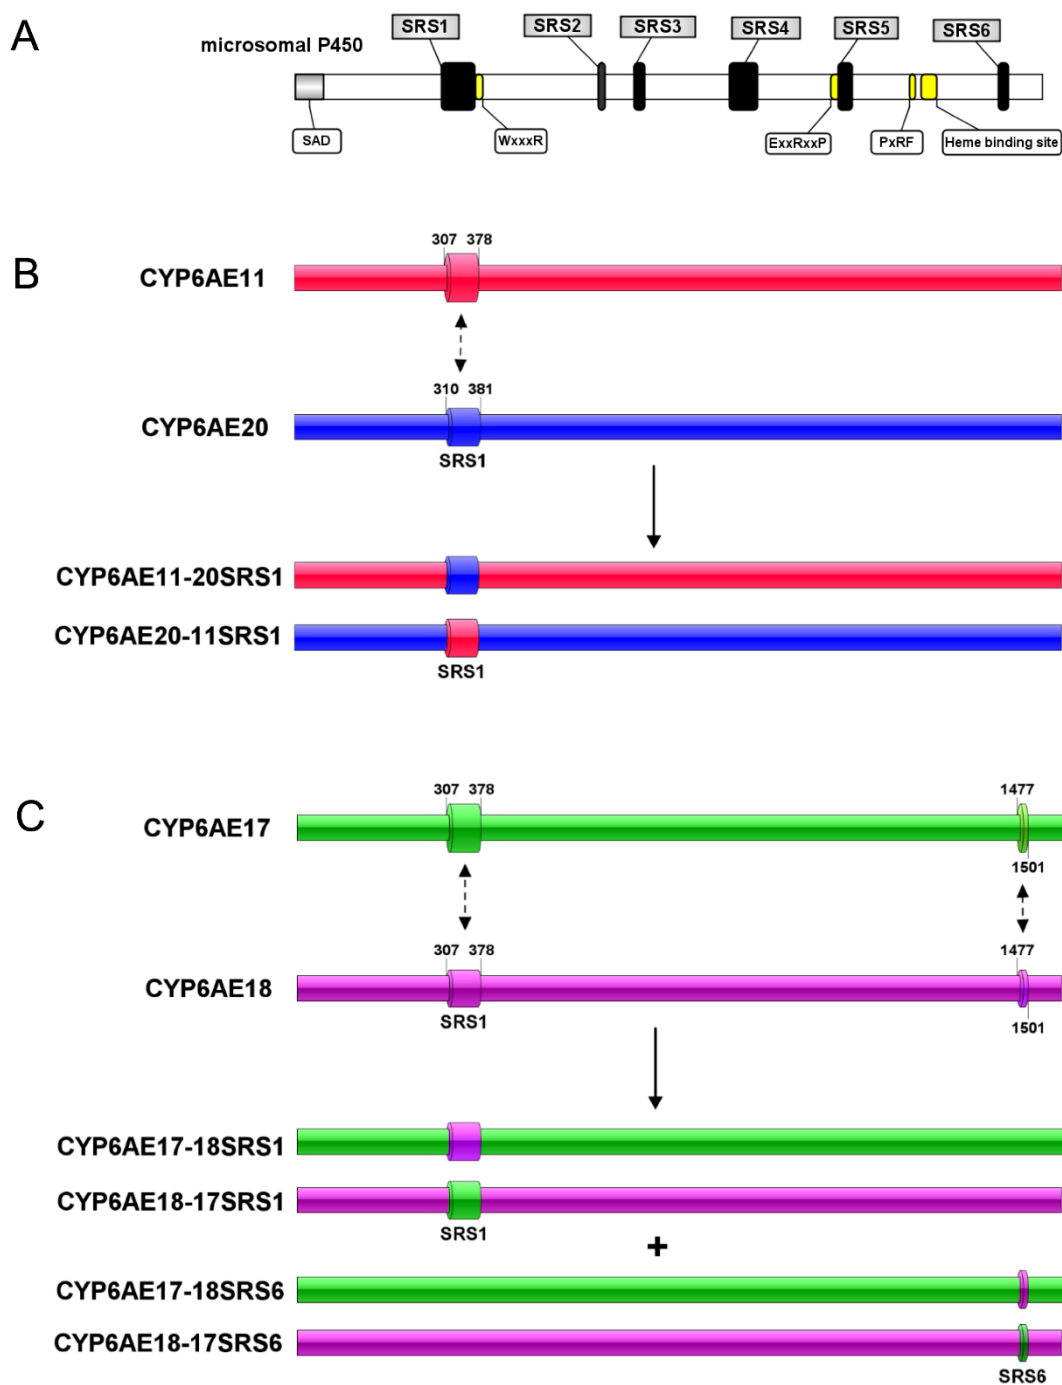 A
SRS1 SRS2 SRS3 SRS4 SRS5 SRS6
microsomal P450
SAD WxxxR ExxRxxP PxRF Heme binding site
B
307 378
CYP6AE11
310 381
CYP6AE20
SRS1
CYP6AE11-20SRS1
CYP6AE20-11SRS1
SRS1
C
307 378 1477
CYP6AE17
1501
307 378 1477
CYP6AE18
SRS1 1501
CYP6AE17-18SRS1
CYP6AE18-17SRS1
SRS1
+
CYP6AE17-18SRS6
CYP6AE18-17SRS6
SRS6